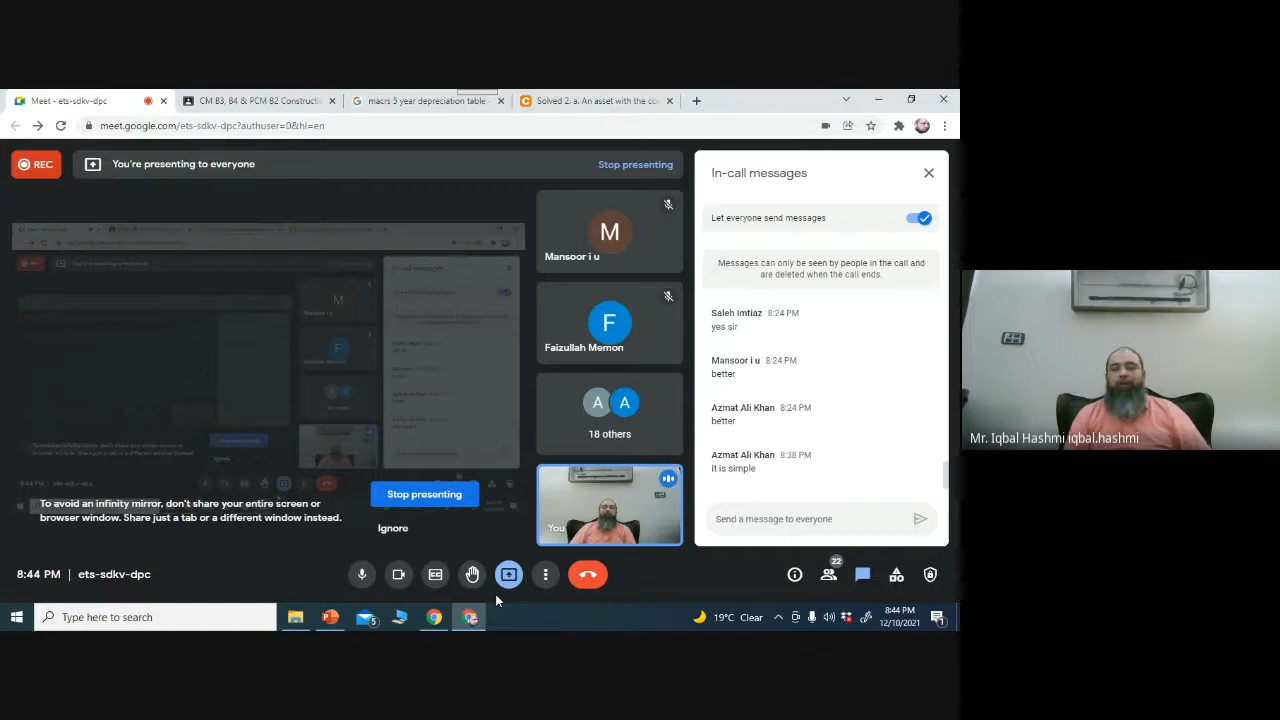 Meet - ets-sdkv-dpc
CM B3, B4 & PCM B2 Construct
macrs 5 year depreciation table -
Solved 2. a. An asset with the co
meet.google.com/ets-sdkv-dpc?authuser=0&hl=en
REC
You're presenting to everyone
Stop presenting
M
Mansoor i u
F
Faizullah Memon
A A
18 others
You
To avoid an infinity mirror, don't share your entire screen or
browser window. Share just a tab or a different window instead.
Stop presenting
Ignore
In-call messages
Let everyone send messages
Messages can only be seen by people in the call and
are deleted when the call ends.
Saleh Imtiaz 8:24 PM
yes sir
Mansoor i u 8:24 PM
better
Azmat Ali Khan 8:24 PM
better
Azmat Ali Khan 8:38 PM
it is simple
Send a message to everyone
8:44 PM | ets-sdkv-dpc
22
Type here to search
5
19°C Clear
8:44 PM
12/10/2021
1
Mr. Iqbal Hashmi iqbal.hashmi